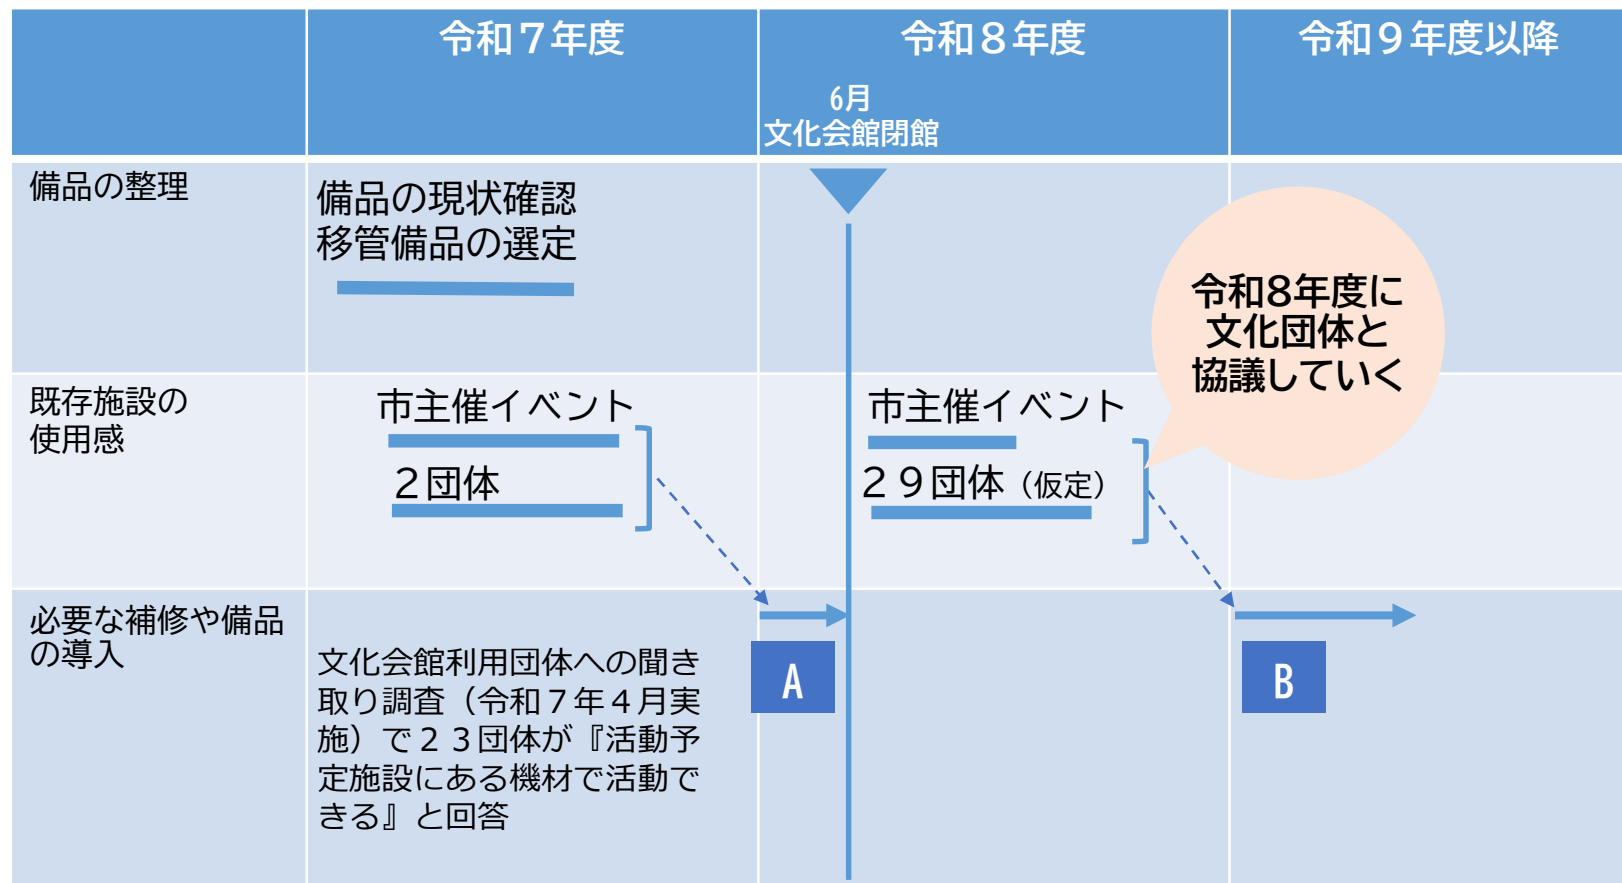 令和７年度
令和８年度
令和９年度以降
6月
文化会館閉館
備品の整理
備品の現状確認
移管備品の選定
令和8年度に
文化団体と
協議していく
既存施設の
使用感
市主催イベント
２団体
市主催イベント
２９団体（仮定）
必要な補修や備品
の導入
文化会館利用団体への聞き
取り調査（令和７年４月実
施）で２３団体が『活動予
定施設にある機材で活動で
きる』と回答
A
B